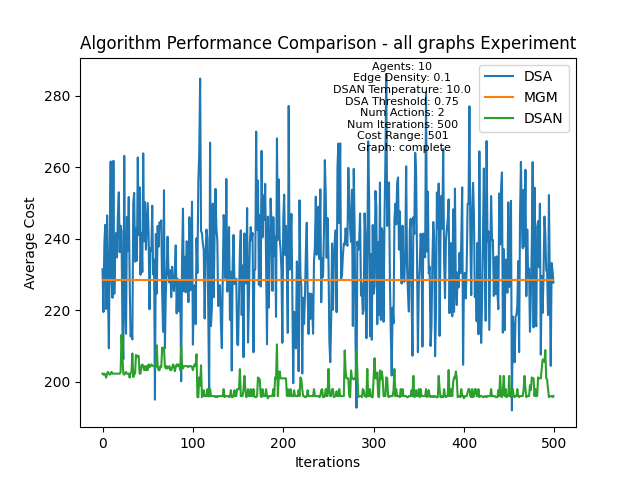 Algorithm Performance Comparison - all graphs Experiment
Agents: 10
Edge Density: 0.1
DSAN Temperature: 10.0
DSA Threshold: 0.75
Num Actions: 2
Num Iterations: 500
Cost Range: 501
Graph: complete
DSA
MGM
DSAN
Average Cost
280
260
240
220
200
0
100
200
300
400
500
Iterations